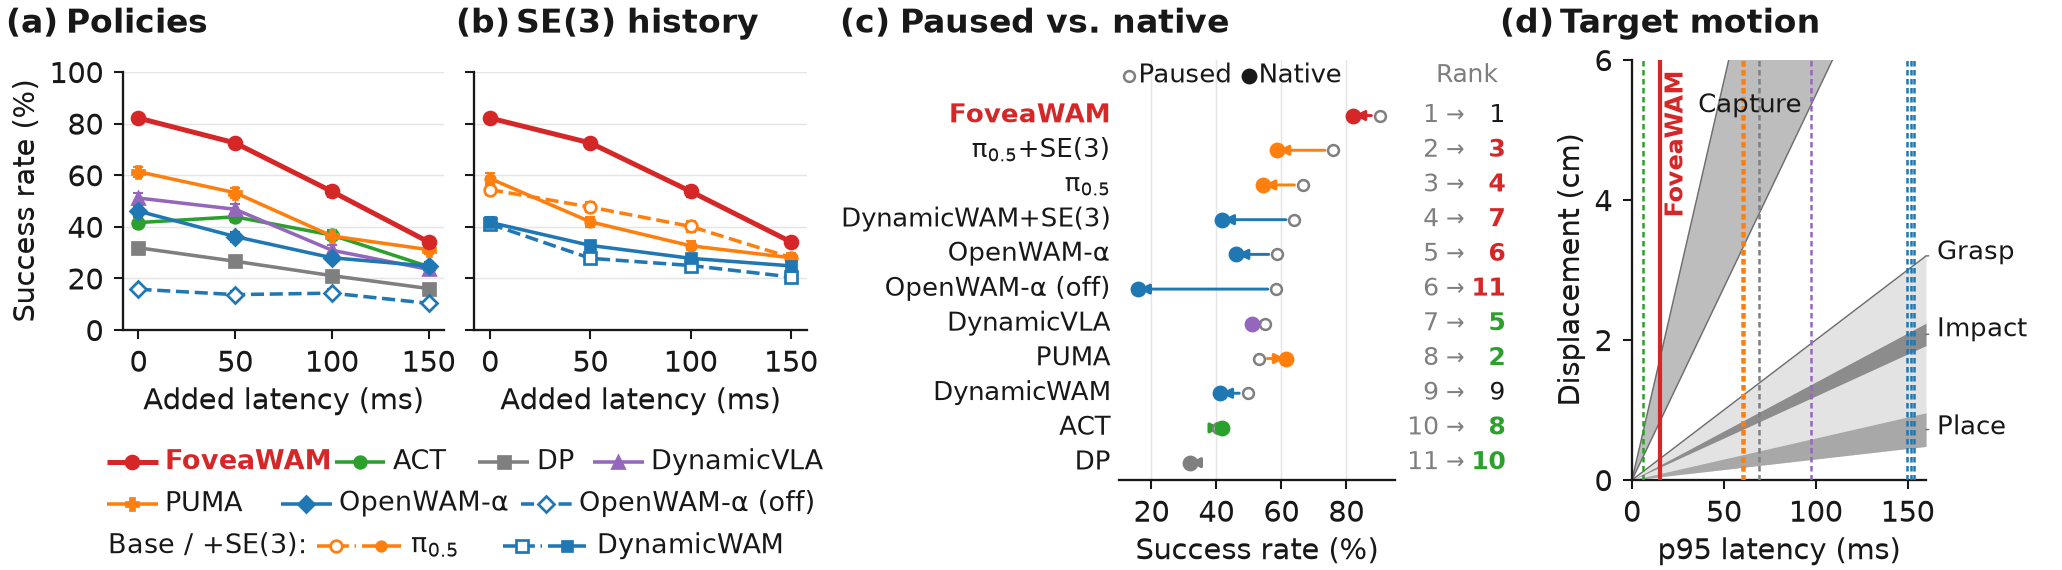 (a) Policies
(b) SE(3) history
(c) Paused vs. native
(d) Target motion
Success rate (%)
100
80
60
40
20
0
0 50 100 150
Added latency (ms)
0 50 100 150
Added latency (ms)
FoveaWAM ACT DP DynamicVLA
PUMA OpenWAM-α OpenWAM-α (off)
Base / +SE(3): π0.5 DynamicWAM
Paused Native Rank
FoveaWAM 1 → 1
π0.5+SE(3) 2 → 3
π0.5 3 → 4
DynamicWAM+SE(3) 4 → 7
OpenWAM-α 5 → 6
OpenWAM-α (off) 6 → 11
DynamicVLA 7 → 5
PUMA 8 → 2
DynamicWAM 9 → 9
ACT 10 → 8
DP 11 → 10
20 40 60 80
Success rate (%)
Displacement (cm)
6
4
2
0
FoveaWAM
Capture
Grasp
Impact
Place
0 50 100 150
p95 latency (ms)